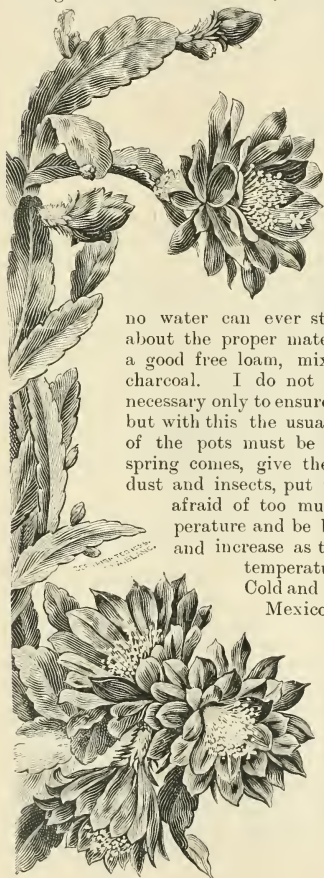 no water can ever st
about the proper mate
a good free loam, mix
charcoal. I do not
necessary only to ensure
but with this the usua
of the pots must be
spring comes, give the
dust and insects, put
afraid of too mu
perature and be l
and increase as t
A.BLANC.
temperatu
Cold and
Mexico